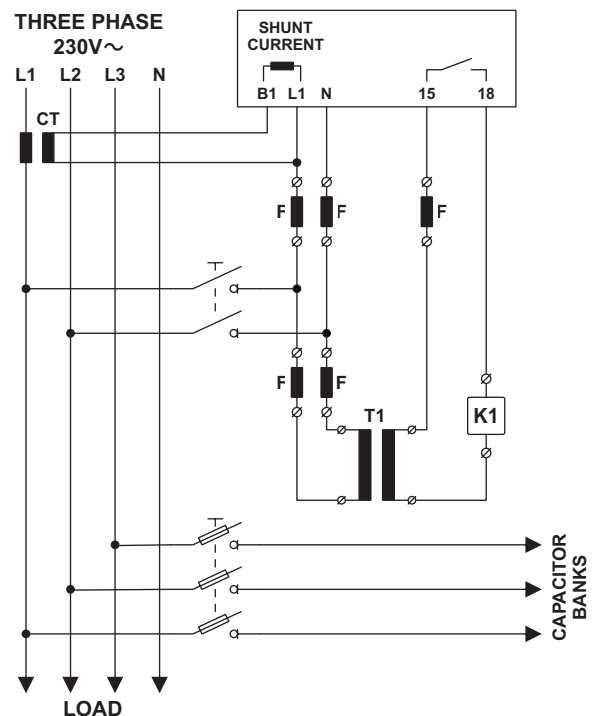 THREE PHASE
230V～
L1 L2 L3 N
SHUNT
CURRENT
B1 L1 N 15 18
CT
F F F
F F
T1
K1
CAPACITOR
BANKS
LOAD